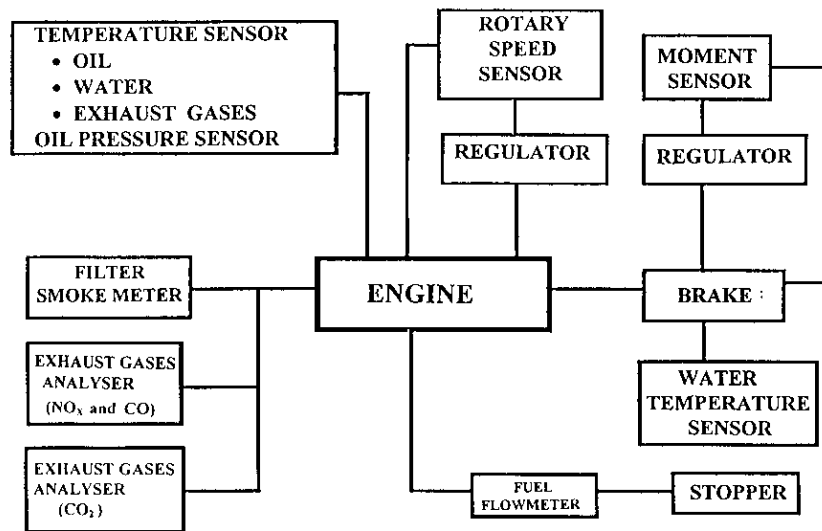 TEMPERATURE SENSOR
• OIL
• WATER
• EXHAUST GASES
OIL PRESSURE SENSOR
ROTARY
SPEED
SENSOR
MOMENT
SENSOR
REGULATOR
REGULATOR
FILTER
SMOKE METER
ENGINE
BRAKE :
EXHAUST GASES
ANALYSER
(NOX and CO)
WATER
TEMPERATURE
SENSOR
EXHAUST GASES
ANALYSER
(CO2)
FUEL
FLOWMETER
STOPPER